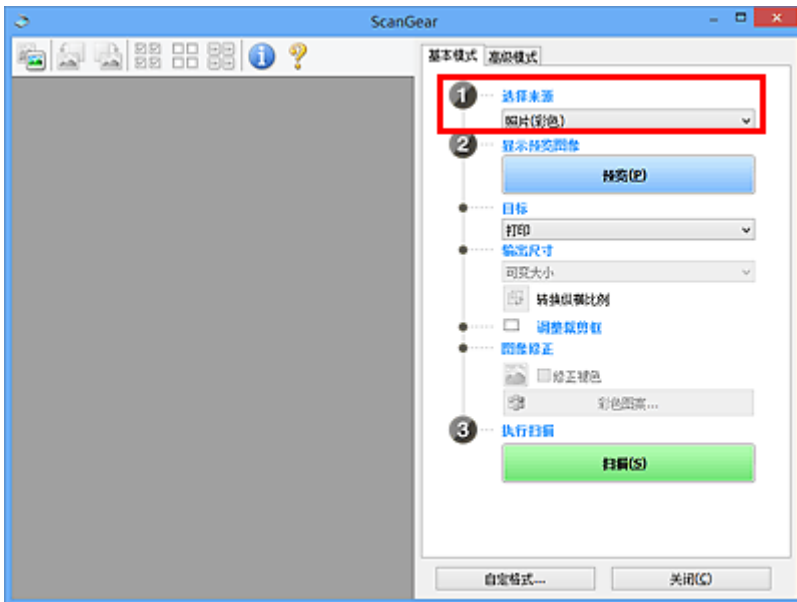 ScanGear
基本模式 高级模式
1 选择来源
照片(彩色)
2 显示预览图像
预览(P)
目标
打印
输出尺寸
可变大小
转换纵横比例
调整裁剪框
图像修正
修正褪色
彩色图案...
3 执行扫描
扫描(S)
自定格式... 关闭(C)